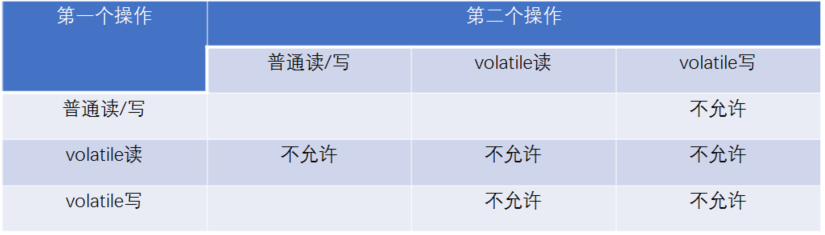 第一个操作 第二个操作
普通读/写 volatile读 volatile写
普通读/写 不允许
volatile读 不允许 不允许 不允许
volatile写 不允许 不允许